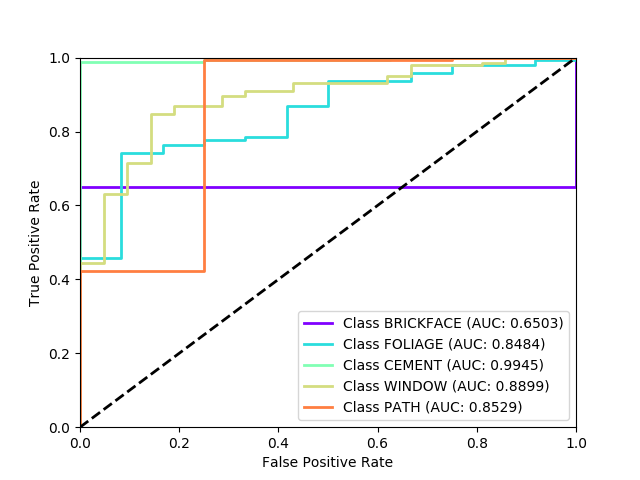 1.0
0.8
0.6
0.4
0.2
0.0
True Positive Rate
Class BRICKFACE (AUC: 0.6503)
Class FOLIAGE (AUC: 0.8484)
Class CEMENT (AUC: 0.9945)
Class WINDOW (AUC: 0.8899)
Class PATH (AUC: 0.8529)
0.0 0.2 0.4 0.6 0.8 1.0
False Positive Rate